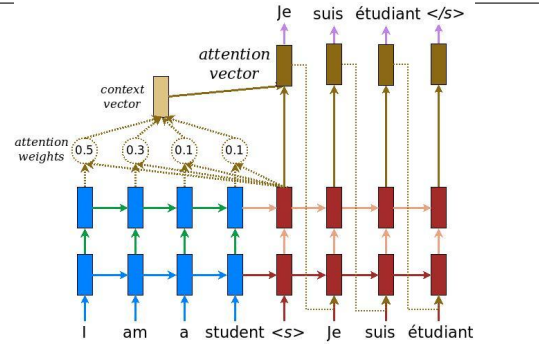 Je suis étudiant </s>
attention
vector
context
vector
attention
weights
0.5 0.3 0.1 0.1
I am a student <s> Je suis étudiant